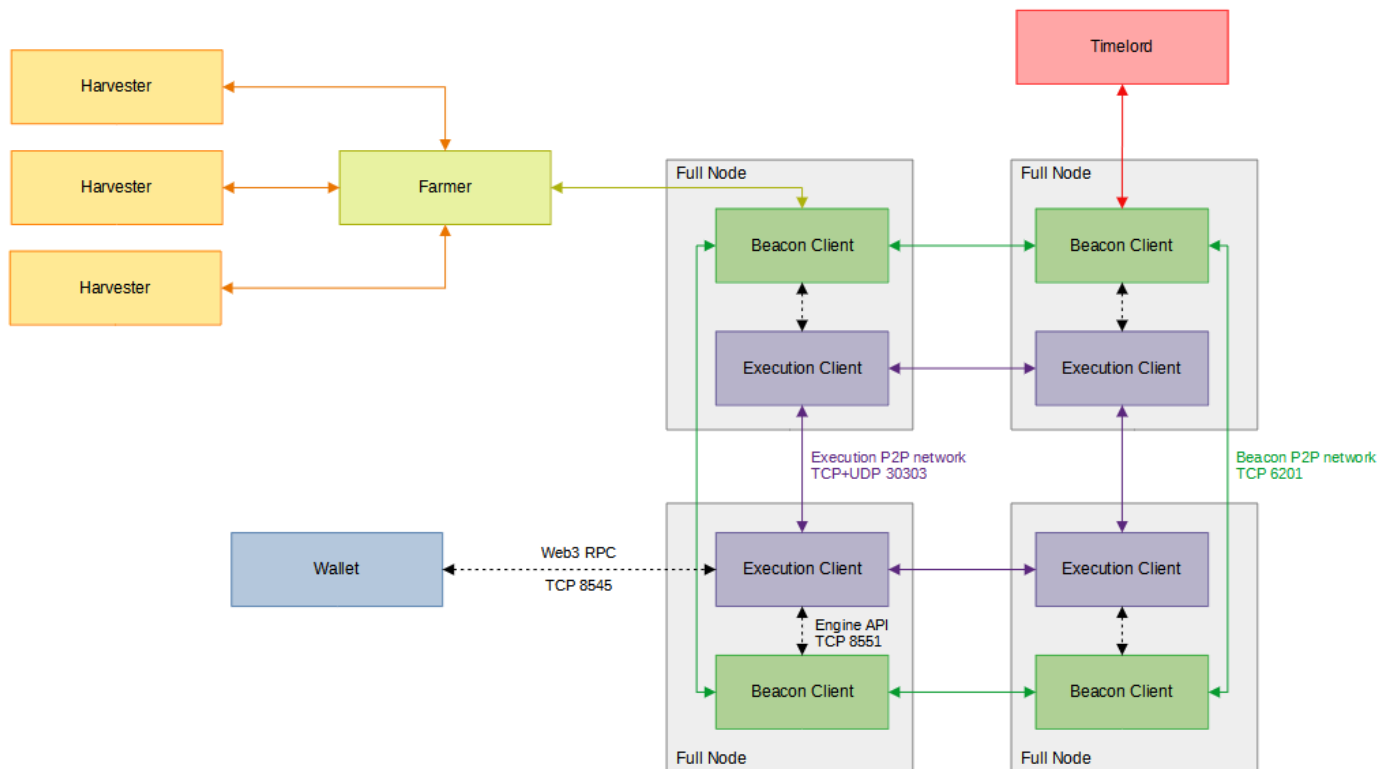 Timelord
Harvester
Full Node
Full Node
Harvester
Farmer
Beacon Client
Beacon Client
Harvester
Execution Client
Execution Client
Execution P2P network
TCP+UDP 30303
Beacon P2P network
TCP 6201
Web3 RPC
Wallet
Execution Client
Execution Client
TCP 8545
Engine API
TCP 8551
Beacon Client
Beacon Client
Full Node
Full Node